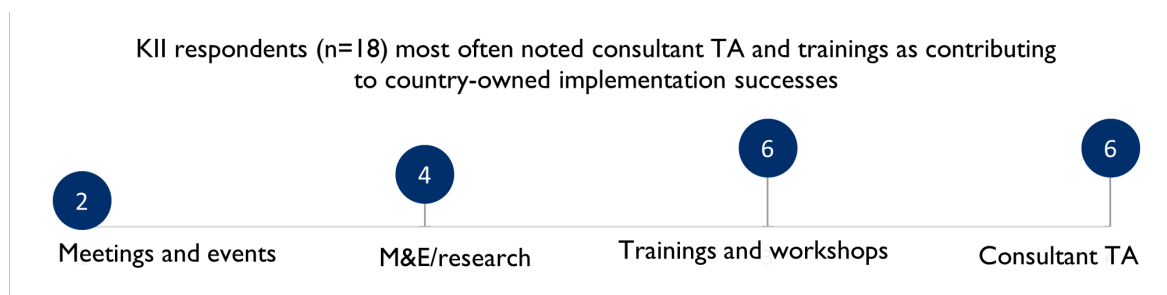 KII respondents (n=18) most often noted consultant TA and trainings as contributing
to country-owned implementation successes
2
4
6
6
Meetings and events
M&E/research
Trainings and workshops
Consultant TA